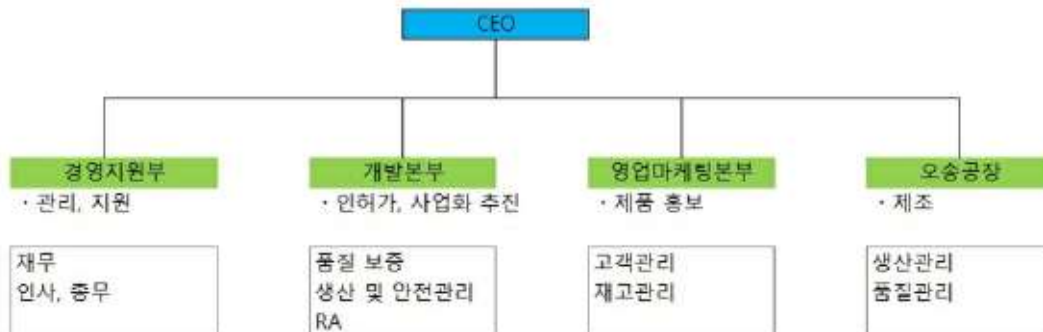 CEO
경영지원부
· 관리, 지원
재무
인사, 총무
개발본부
· 인허가, 사업화 추진
품질 보증
생산 및 안전관리
RA
영업마케팅본부
· 제품 홍보
고객관리
재고관리
오송공장
· 제조
생산관리
품질관리